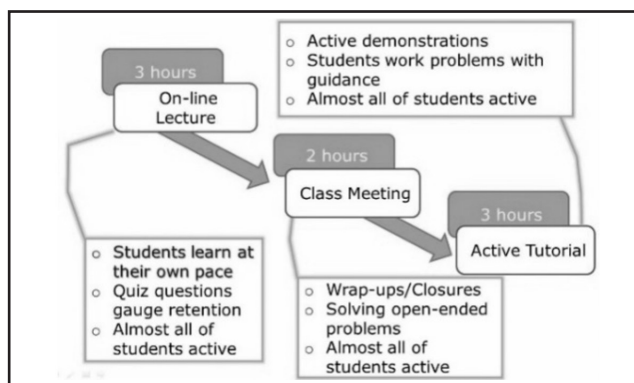 ○ Active demonstrations
○ Students work problems with
guidance
○ Almost all of students active
3 hours
On-line
Lecture
2 hours
Class Meeting
3 hours
Active Tutorial
○ Students learn at
their own pace
○ Quiz questions
gauge retention
○ Almost all of
students active
○ Wrap-ups/Closures
○ Solving open-ended
problems
○ Almost all of
students active